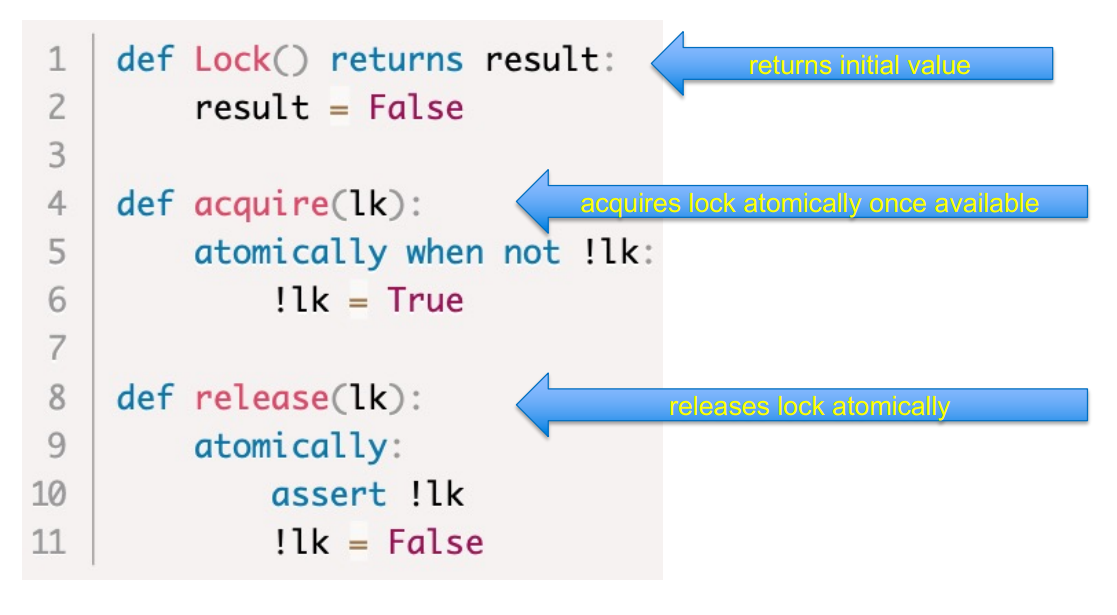 1 def Lock() returns result:
returns initial value
2 result = False
3
4 def acquire(lk):
acquires lock atomically once available
5 atomically when not !lk:
6 !lk = True
7
8 def release(lk):
releases lock atomically
9 atomically:
10 assert !lk
11 !lk = False